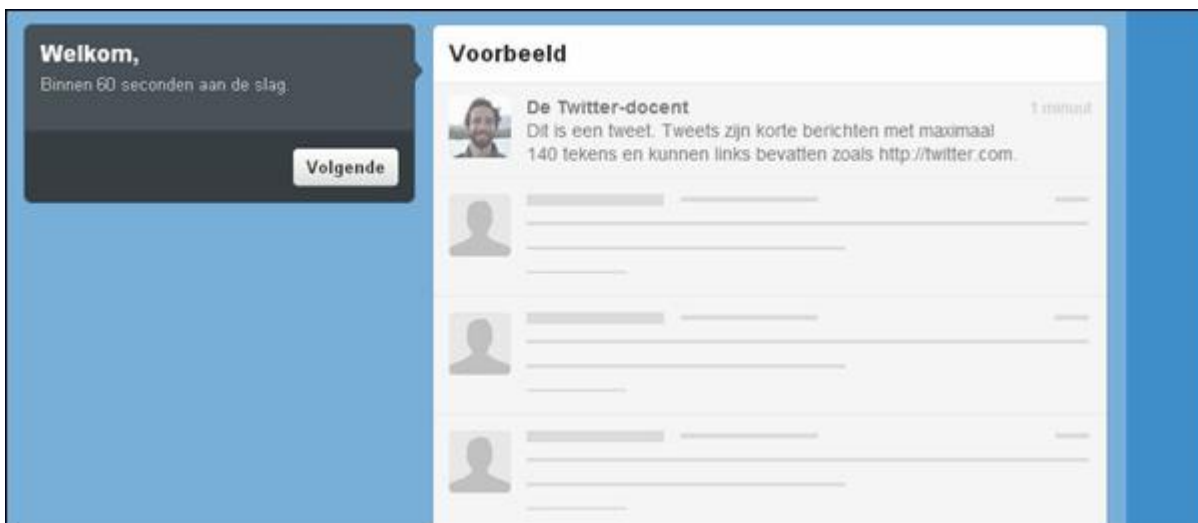 Welkom,
Binnen 60 seconden aan de slag.
Volgende
Voorbeeld
De Twitter-docent
1 minuut
Dit is een tweet. Tweets zijn korte berichten met maximaal
140 tekens en kunnen links bevatten zoals http://twitter.com.